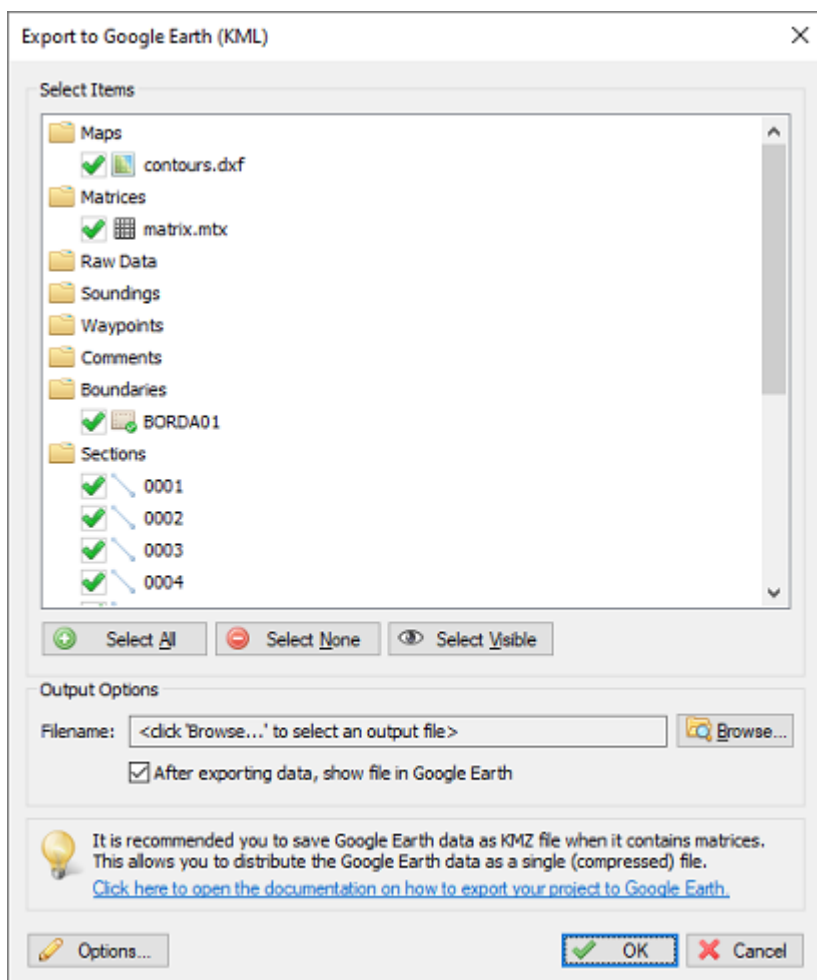 Export to Google Earth (KML)
Select Items
Maps
contours.dxf
Matrices
matrix.mtx
Raw Data
Soundings
Waypoints
Comments
Boundaries
BORDA01
Sections
0001
0002
0003
0004
Select All
Select None
Select Visible
Output Options
Filename:
<click 'Browse...' to select an output file>
Browse...
After exporting data, show file in Google Earth
It is recommended you to save Google Earth data as KMZ file when it contains matrices.
This allows you to distribute the Google Earth data as a single (compressed) file.
Click here to open the documentation on how to export your project to Google Earth.
Options...
OK
Cancel